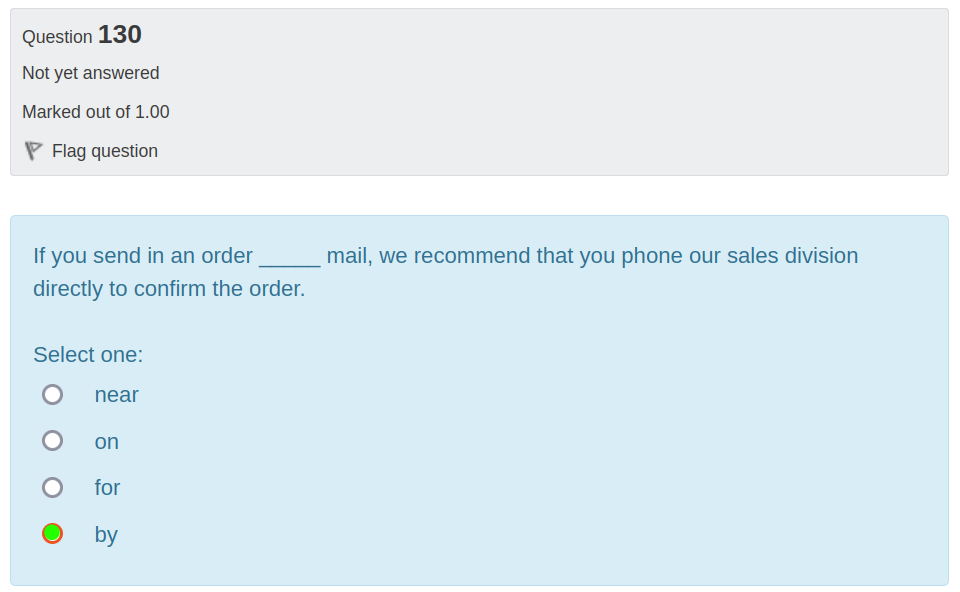 Question 130
Not yet answered
Marked out of 1.00
Flag question
If you send in an order _____ mail, we recommend that you phone our sales division
directly to confirm the order.
Select one:
near
on
for
by